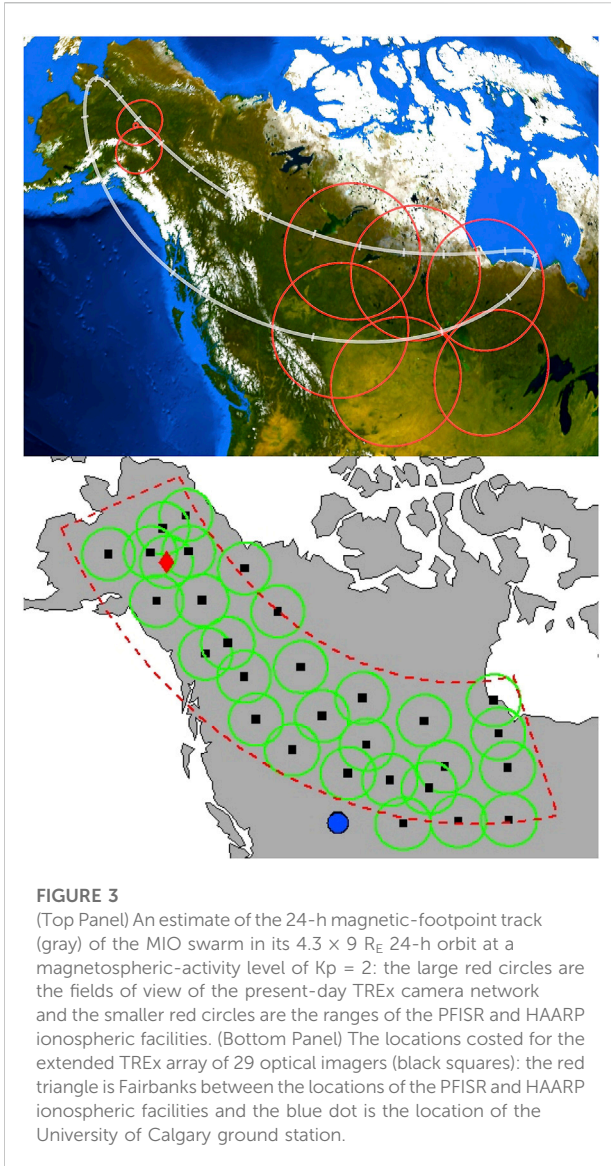 FIGURE 3
(Top Panel) An estimate of the 24-h magnetic-footpoint track
(gray) of the MIO swarm in its 4.3 × 9 R_E 24-h orbit at a
magnetospheric-activity level of Kp = 2: the large red circles are
the fields of view of the present-day TREx camera network
and the smaller red circles are the ranges of the PFISR and HAARP
ionospheric facilities. (Bottom Panel) The locations costed for the
extended TREx array of 29 optical imagers (black squares): the red
triangle is Fairbanks between the locations of the PFISR and HAARP
ionospheric facilities and the blue dot is the location of the
University of Calgary ground station.